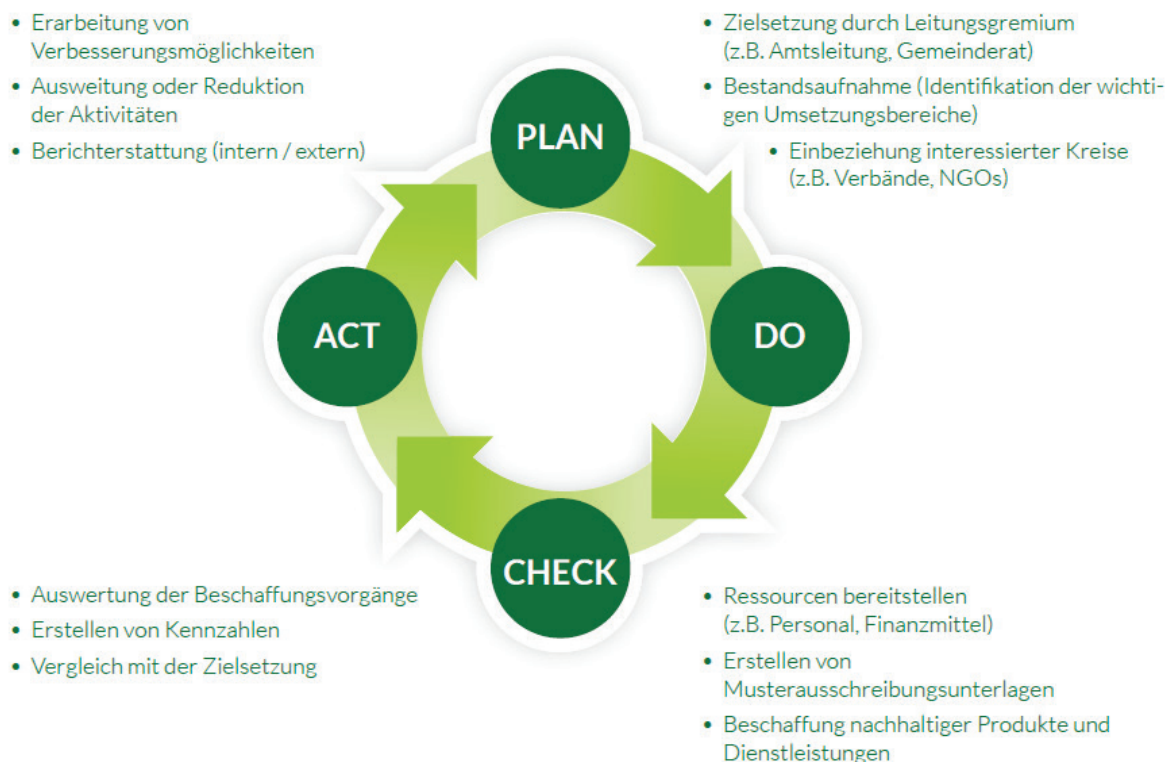 • Erarbeitung von
Verbesserungsmöglichkeiten
• Ausweitung oder Reduktion
der Aktivitäten
• Berichterstattung (intern / extern)
• Zielsetzung durch Leitungsgremium
(z.B. Amtsleitung, Gemeinderat)
• Bestandsaufnahme (Identifikation der wichti-
gen Umsetzungsbereiche)
• Einbeziehung interessierter Kreise
(z.B. Verbände, NGOs)
PLAN
ACT
DO
CHECK
• Auswertung der Beschaffungsvorgänge
• Erstellen von Kennzahlen
• Vergleich mit der Zielsetzung
• Ressourcen bereitstellen
(z.B. Personal, Finanzmittel)
• Erstellen von
Musterausschreibungsunterlagen
• Beschaffung nachhaltiger Produkte und
Dienstleistungen